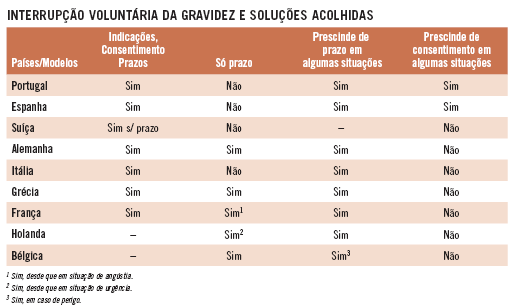 INTERRUPÇÃO VOLUNTÁRIA DA GRAVIDEZ E SOLUÇÕES ACOLHIDAS
Países/Modelos | Indicações, Consentimento Prazos | Só prazo | Prescinde de prazo em algumas situações | Prescinde de consentimento em algumas situações
Portugal | Sim | Não | Sim | Sim
Espanha | Sim | Não | Sim | Sim
Suíça | Sim s/ prazo | Não | – | Não
Alemanha | Sim | Sim | Sim | Não
Itália | Sim | Não | Sim | Não
Grécia | Sim | Sim | Sim | Não
França | Sim | Sim¹ | Sim | Não
Holanda | – | Sim² | Sim | Não
Bélgica | – | Sim | Sim³ | Não
¹ Sim, desde que em situação de angústia.
² Sim, desde que em situação de urgência.
³ Sim, em caso de perigo.